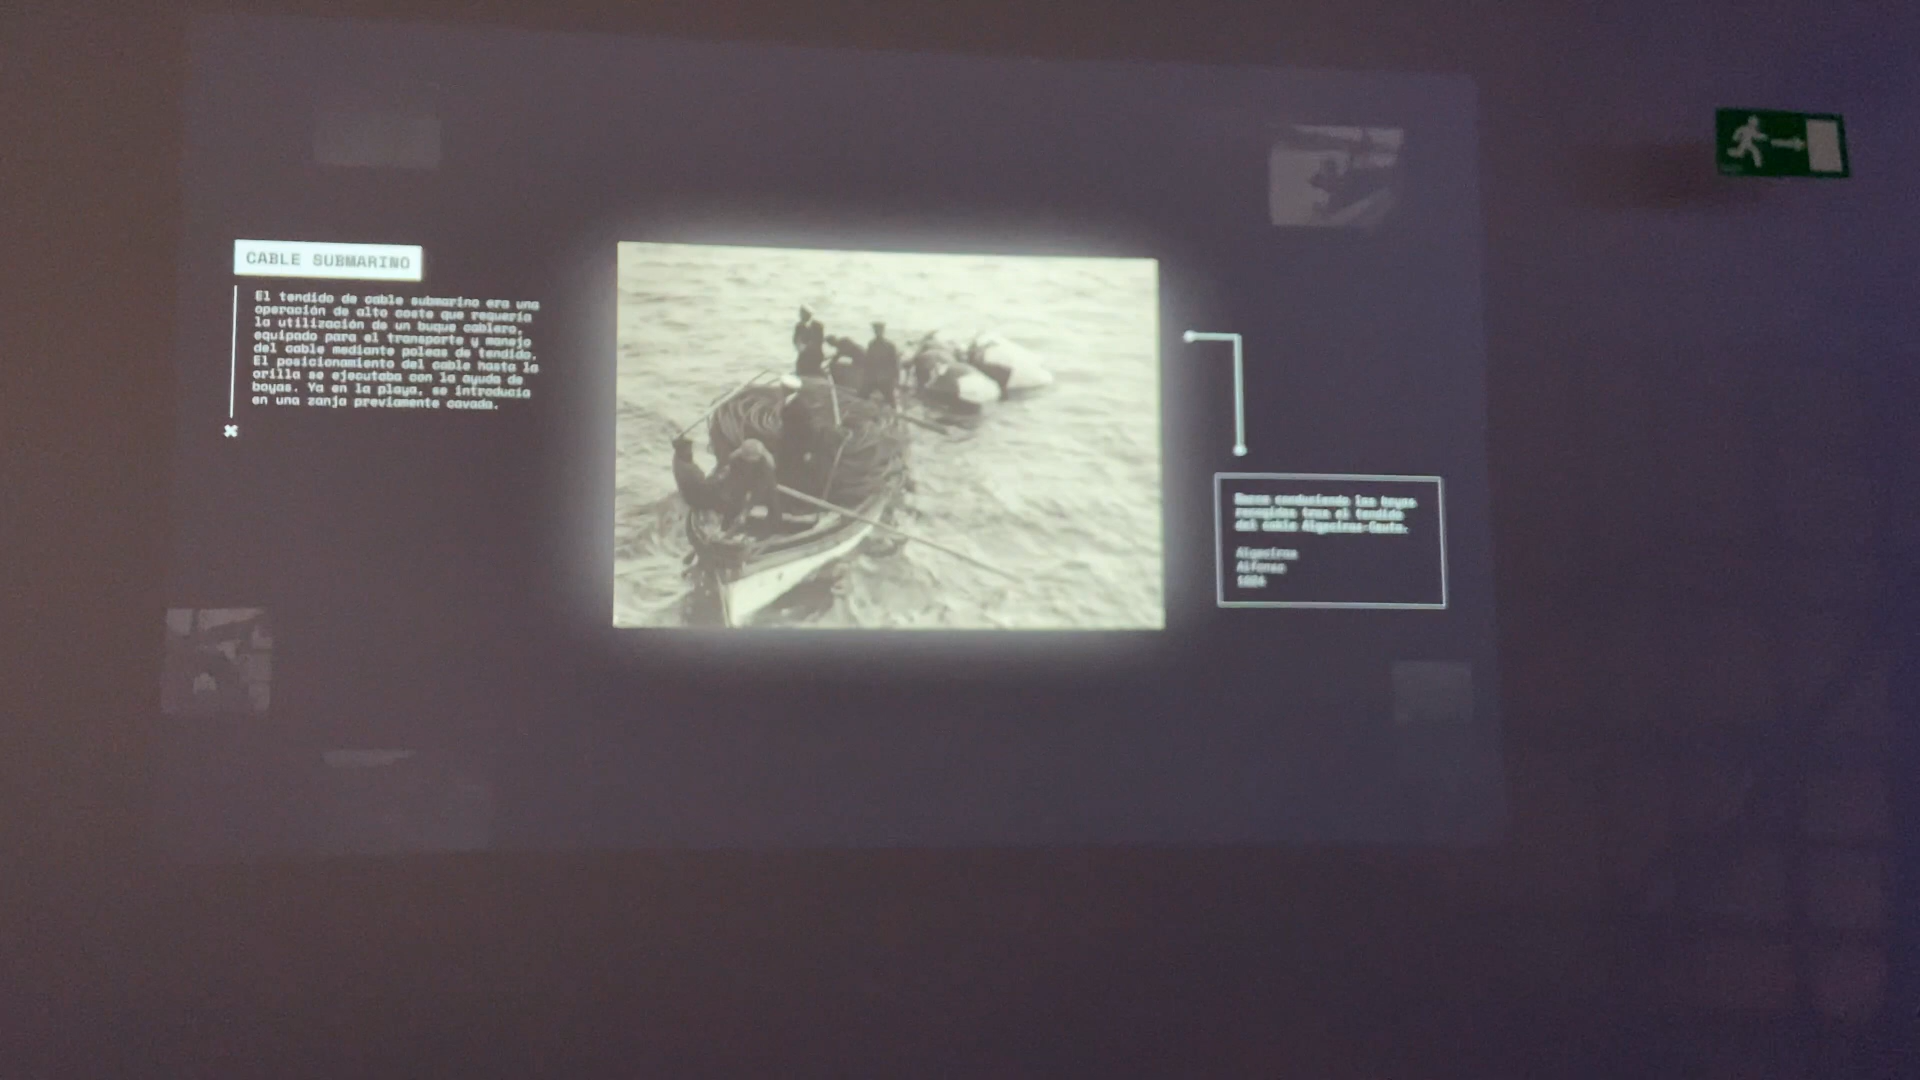 CABLE SUBMARINO
El tendido de cable submarino era una
operación de alto coste que requería
la utilización de un buque cablero,
equipado para el transporte y manejo
del cable mediante poleas de tendido.
El posicionamiento del cable hasta la
orilla se ejecutaba con la ayuda de
boyas. Ya en la playa, se introducía
en una zanja previamente cavada.
Barca conduciendo las boyas
recogidas tras el tendido
del cable Algeciras-Ceuta.
Algeciras
Alfonso
1924